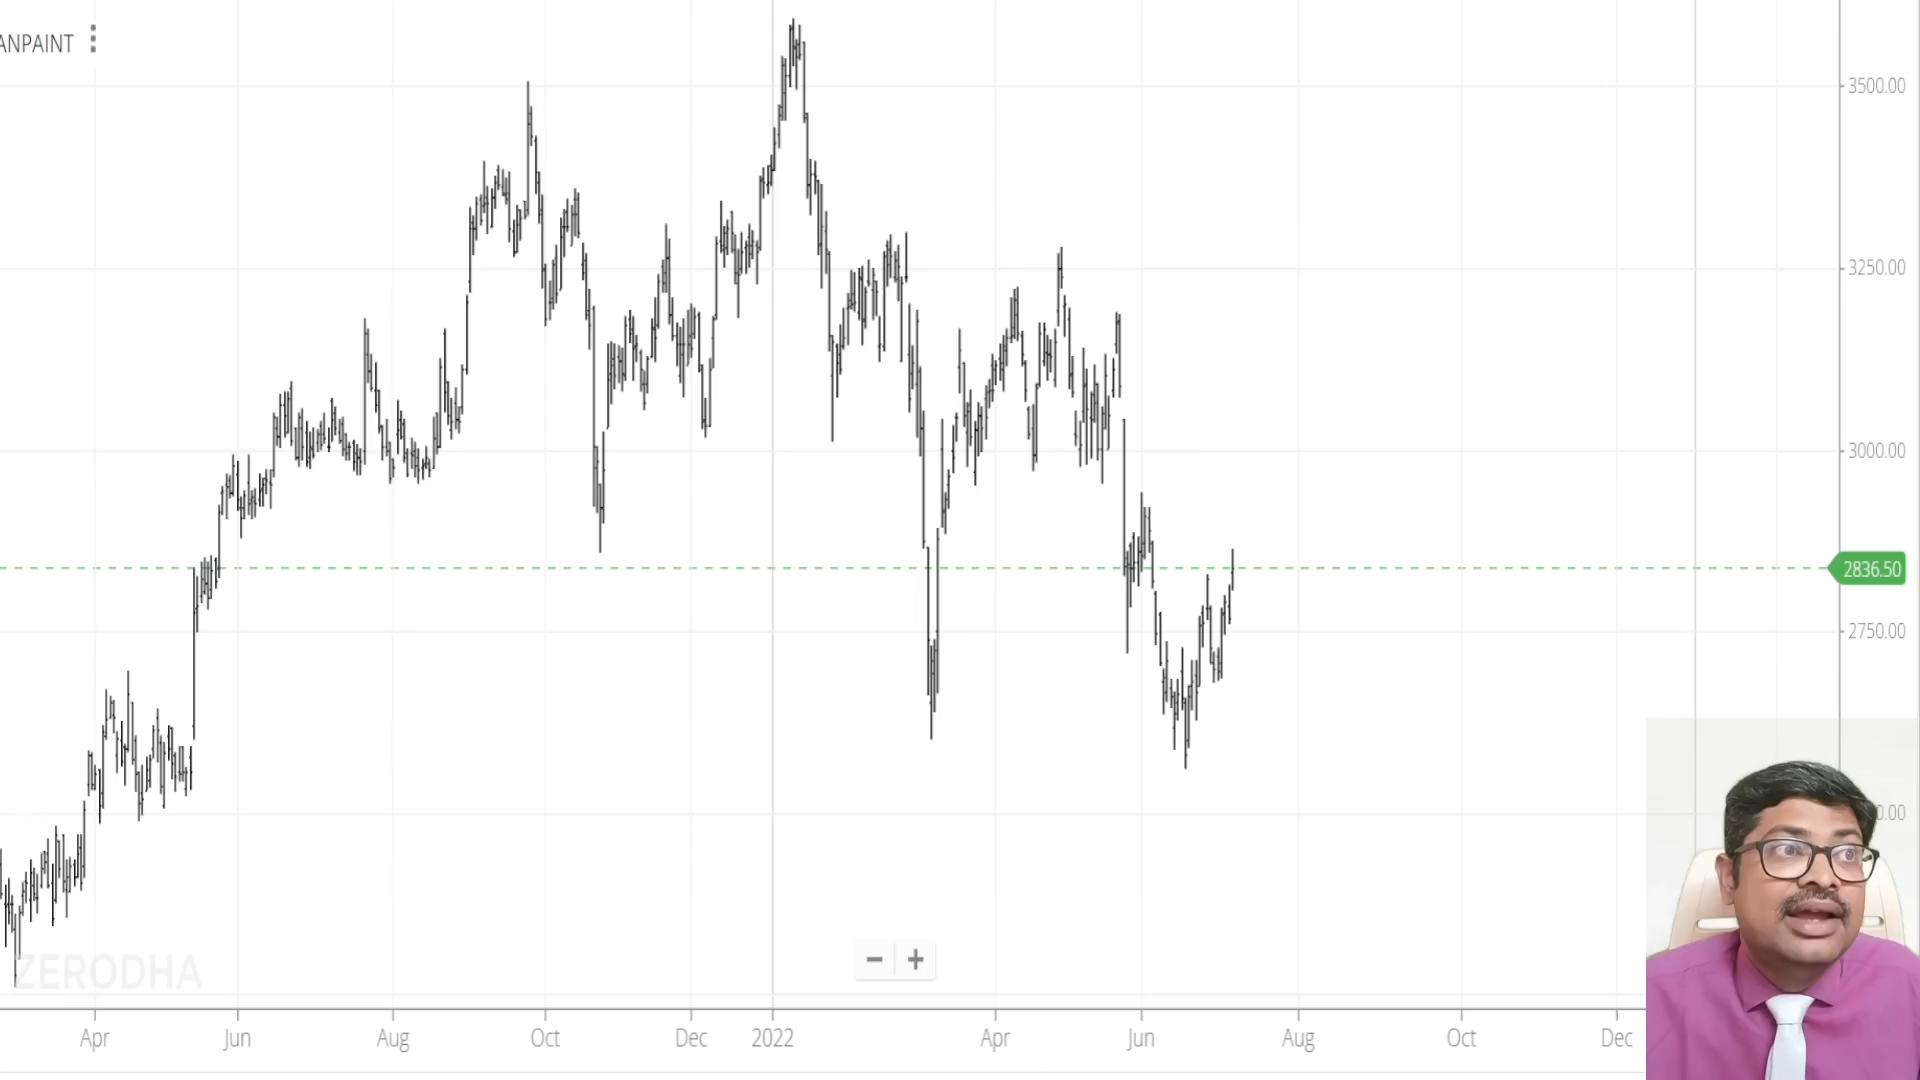 ANPAINT
3500.00
3250.00
3000.00
2836.50
2750.00
0.00
ZERODHA
Apr Jun Aug Oct Dec 2022 Apr Jun Aug Oct Dec